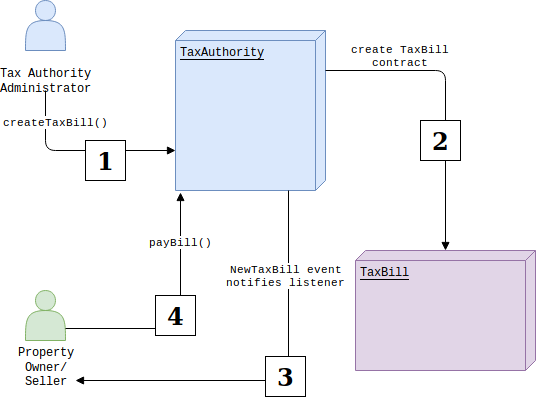 TaxAuthority
create TaxBill
contract
Tax Authority
Administrator
createTaxBill()
1
2
payBill()
NewTaxBill event
notifies listener
TaxBill
4
Property
Owner/
Seller
3